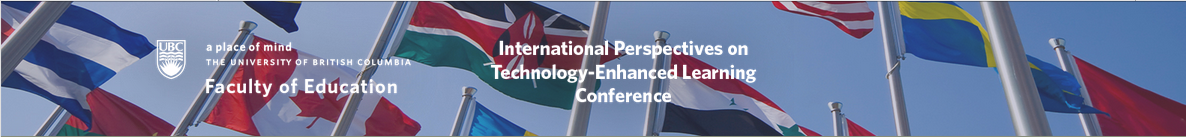 UBC
a place of mind
THE UNIVERSITY OF BRITISH COLUMBIA
Faculty of Education
International Perspectives on
Technology-Enhanced Learning
Conference